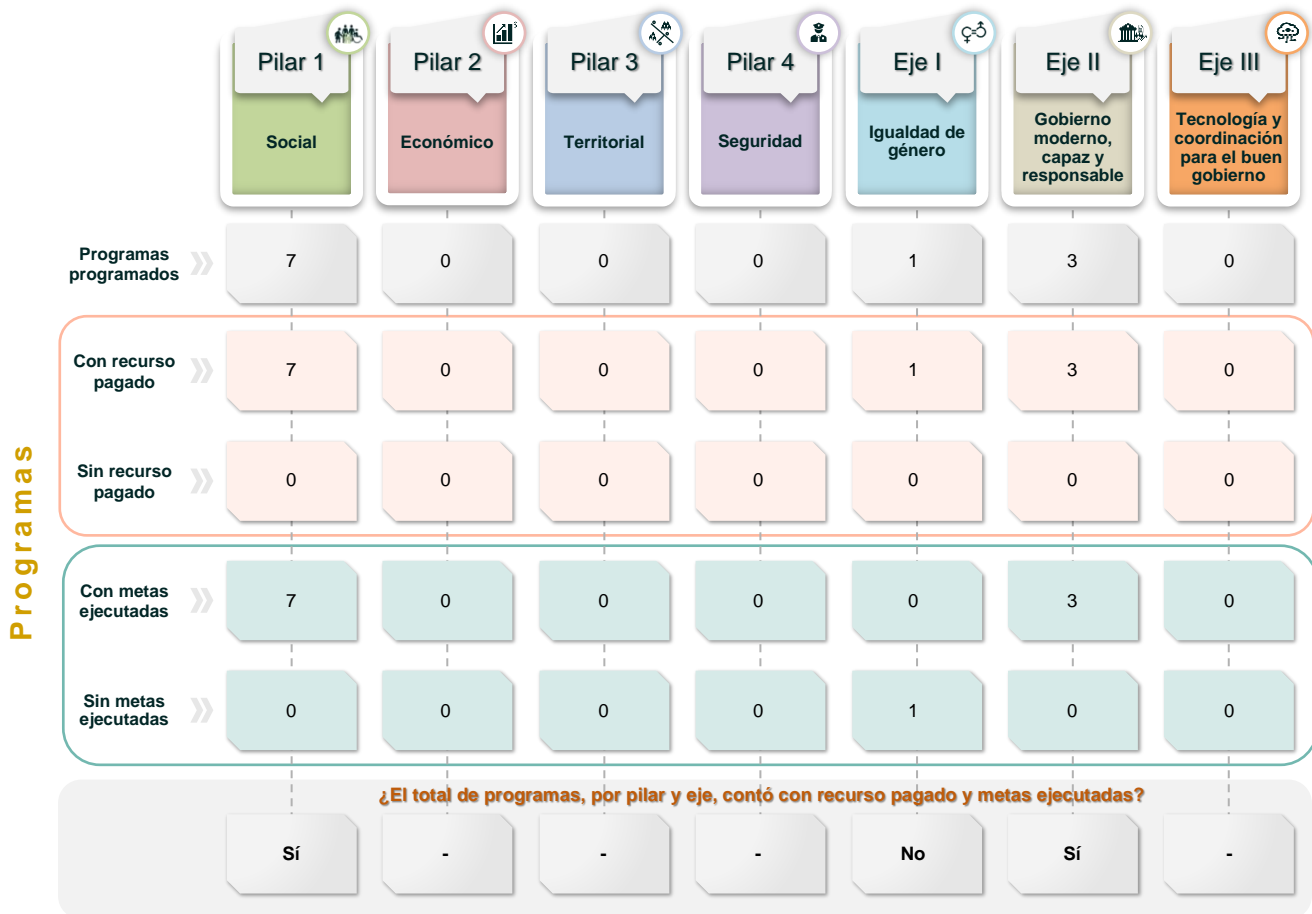 Pilar 1
Pilar 2
Pilar 3
Pilar 4
Eje I
Eje II
Eje III
Social
Económico
Territorial
Seguridad
Igualdad de
género
Gobierno
moderno,
capaz y
responsable
Tecnología y
coordinación
para el buen
gobierno
Programas
Programas
programados
7 0 0 0 1 3 0
Con recurso
pagado
7 0 0 0 1 3 0
Sin recurso
pagado
0 0 0 0 0 0 0
Con metas
ejecutadas
7 0 0 0 0 3 0
Sin metas
ejecutadas
0 0 0 0 1 0 0
¿El total de programas, por pilar y eje, contó con recurso pagado y metas ejecutadas?
Sí - - - No Sí -